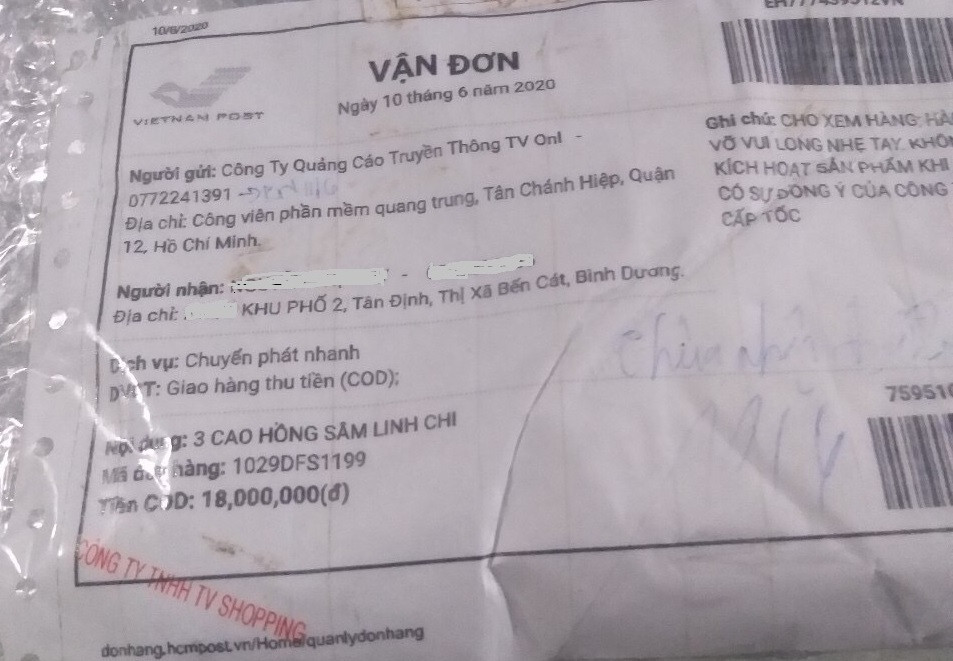 10/6/2020
VIETNAM POST
VẬN ĐƠN
Ngày 10 tháng 6 năm 2020
Người gửi: Công Ty Quảng Cáo Truyền Thông TV Onl -
0772241391 -
Địa chỉ: Công viên phần mềm quang trung, Tân Chánh Hiệp, Quận
12, Hồ Chí Minh.
Ghi chú: CHO XEM HÀNG;
VỠ VUI LONG NHẸ TAY.
KÍCH HOẠT SẢN PHẨM KHI
CÓ SỰ ĐỒNG Ý CỦA CÔNG
CẤP TỐC
Người nhận: -
Địa chỉ: KHU PHỐ 2, Tân Định, Thị Xã Bến Cát, Bình Dương.
Dịch vụ: Chuyển phát nhanh
Giao hàng thu tiền (COD);
759510
Nội dung: 3 CAO HỒNG SÂM LINH CHI
Mã hàng: 1029DFS1199
Tiền COD: 18,000,000(đ)
CÔNG TY TNHH TV SHOPPING
donhang.hcmpost.vn/Home/quanlydonhang